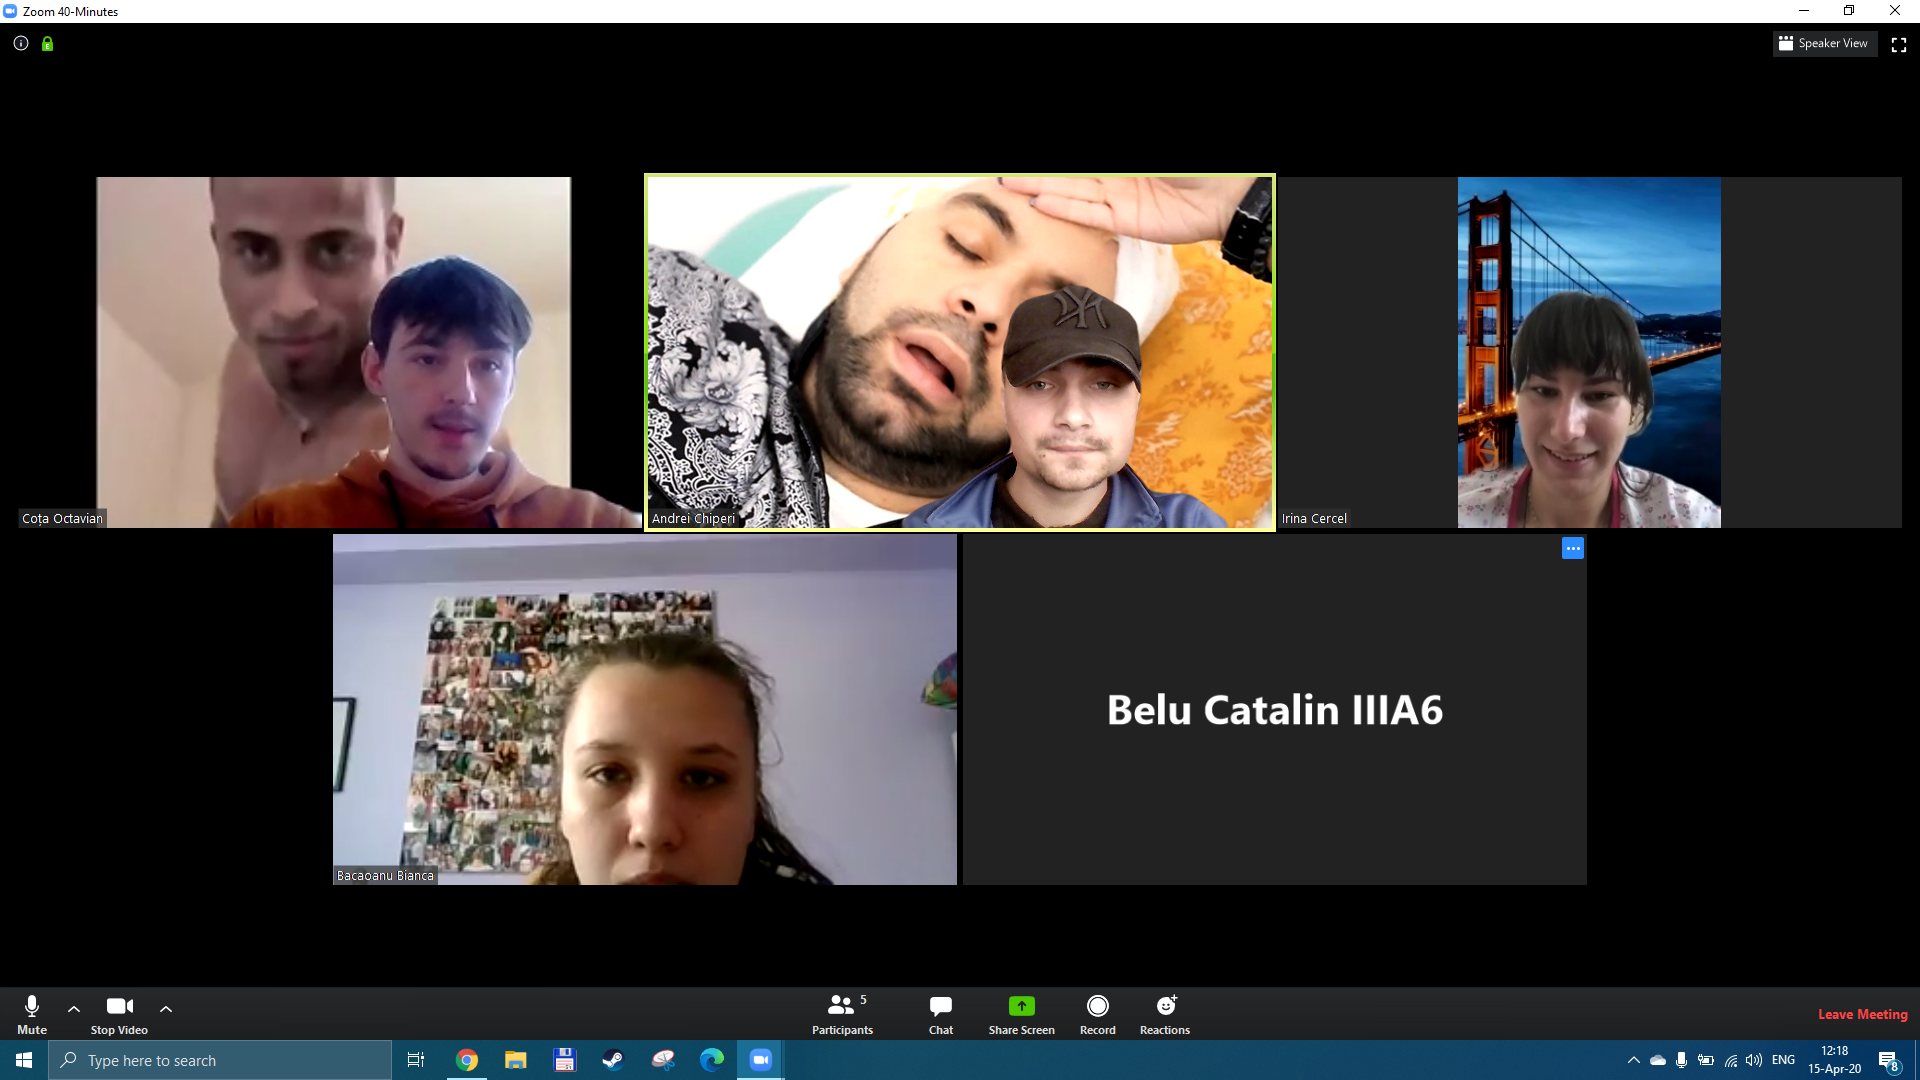 Zoom 40-Minutes
Speaker View
Coța Octavian
Andrei Chiperi
Irina Cercel
Bacaoanu Bianca
Belu Catalin IIIA6
Mute
Stop Video
Participants
5
Chat
Share Screen
Record
Reactions
Leave Meeting
Type here to search
ENG
12:18
15-Apr-20
8